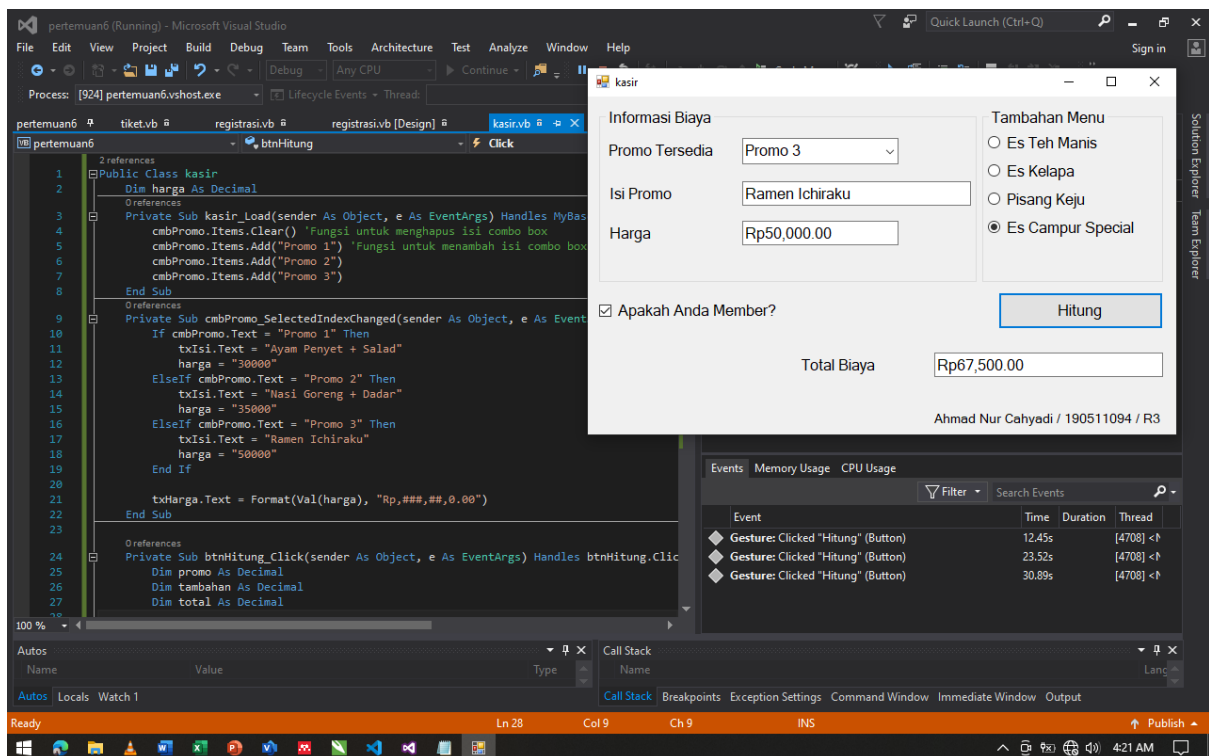 pertemuan6 (Running) - Microsoft Visual Studio
Quick Launch (Ctrl+Q)
File Edit View Project Build Debug Team Tools Architecture Test Analyze Window Help
Sign in
Debug Any CPU Continue
Process: [924] pertemuan6.vshost.exe Lifecycle Events Thread:
pertemuan6 tiket.vb registrasi.vb registrasi.vb [Design] kasir.vb
pertemuan6 btnHitung Click
2 references
1 Public Class kasir
2 Dim harga As Decimal
0 references
3 Private Sub kasir_Load(sender As Object, e As EventArgs) Handles MyBas
4 cmbPromo.Items.Clear() 'Fungsi untuk menghapus isi combo box
5 cmbPromo.Items.Add("Promo 1") 'Fungsi untuk menambah isi combo box
6 cmbPromo.Items.Add("Promo 2")
7 cmbPromo.Items.Add("Promo 3")
8 End Sub
0 references
9 Private Sub cmbPromo_SelectedIndexChanged(sender As Object, e As Event
10 If cmbPromo.Text = "Promo 1" Then
11 txIsi.Text = "Ayam Penyet + Salad"
12 harga = "30000"
13 ElseIf cmbPromo.Text = "Promo 2" Then
14 txIsi.Text = "Nasi Goreng + Dadar"
15 harga = "35000"
16 ElseIf cmbPromo.Text = "Promo 3" Then
17 txIsi.Text = "Ramen Ichiraku"
18 harga = "50000"
19 End If
20
21 txHarga.Text = Format(Val(harga), "Rp,###,##,0.00")
22 End Sub
23
0 references
24 Private Sub btnHitung_Click(sender As Object, e As EventArgs) Handles btnHitung.Clic
25 Dim promo As Decimal
26 Dim tambahan As Decimal
27 Dim total As Decimal
28
100 %
kasir
Informasi Biaya
Promo Tersedia Promo 3
Isi Promo Ramen Ichiraku
Harga Rp50,000.00
Tambahan Menu
Es Teh Manis
Es Kelapa
Pisang Keju
Es Campur Special
Apakah Anda Member?
Hitung
Total Biaya Rp67,500.00
Ahmad Nur Cahyadi / 190511094 / R3
Solution Explorer
Team Explorer
Events Memory Usage CPU Usage
Filter Search Events
Event Time Duration Thread
Gesture: Clicked "Hitung" (Button) 12.45s [4708] <N
Gesture: Clicked "Hitung" (Button) 23.52s [4708] <N
Gesture: Clicked "Hitung" (Button) 30.89s [4708] <N
Autos
Name Value Type
Autos Locals Watch 1
Call Stack
Name Lang
Call Stack Breakpoints Exception Settings Command Window Immediate Window Output
Ready Ln 28 Col 9 Ch 9 INS Publish
4:21 AM